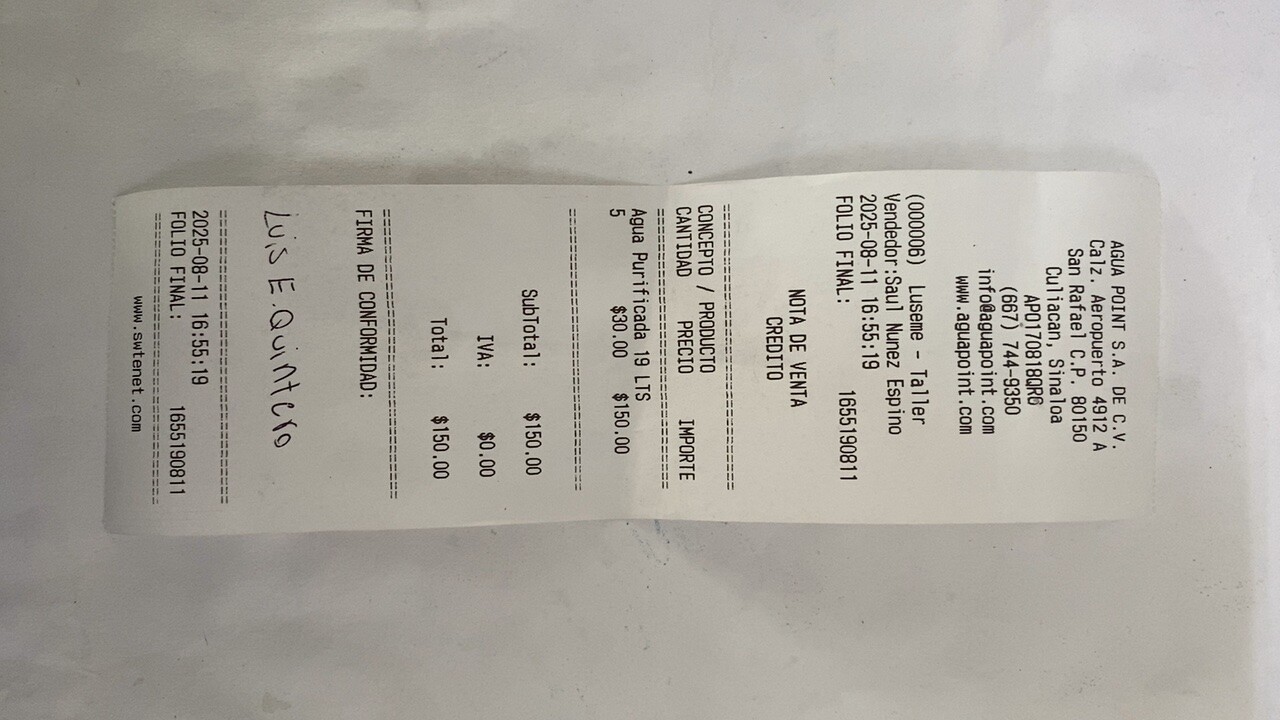 AGUA POINT S.A. DE C.V.
Calz. Aeropuerto 4912 A
San Rafael C.P. 80150
Culiacan, Sinaloa
APO170818QR0
(667) 744-9350
info@aguapoint.com
www.aguapoint.com
(000006) Luseme - Taller
Vendedor:Saul Nunez Espino
2025-08-11 16:55:19
FOLIO FINAL: 1655190811
NOTA DE VENTA
CREDITO
CONCEPTO / PRODUCTO
CANTIDAD PRECIO IMPORTE
Agua Purificada 19 LTS
5 $30.00 $150.00
SubTotal: $150.00
IVA: $0.00
Total: $150.00
FIRMA DE CONFORMIDAD:
Luis E. Quintero
2025-08-11 16:55:19
FOLIO FINAL: 1655190811
www.swtenet.com